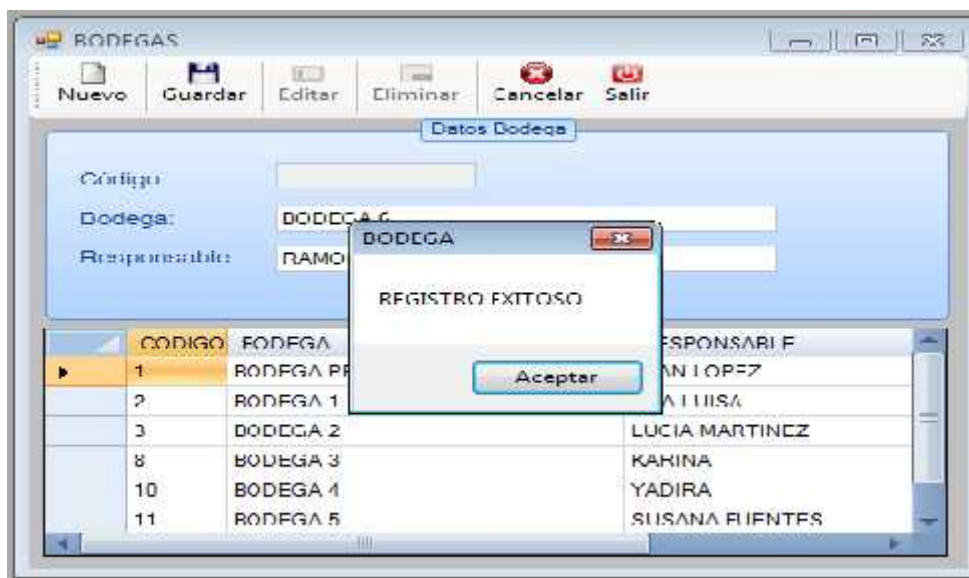 BODEGAS
Nuevo Guardar Editar Eliminar Cancelar Salir
Datos Bodega
Código
Bodega: BODEGA 6
Responsable
BODEGA
REGISTRO EXITOSO
Aceptar
CODIGO BODEGA
1 BODEGA
2 BODEGA 1
3 BODEGA 2 LUCIA MARTINEZ
8 BODEGA 3 KARINA
10 BODEGA 4 YADIRA
11 BODEGA 5 SUSANA FUENTES